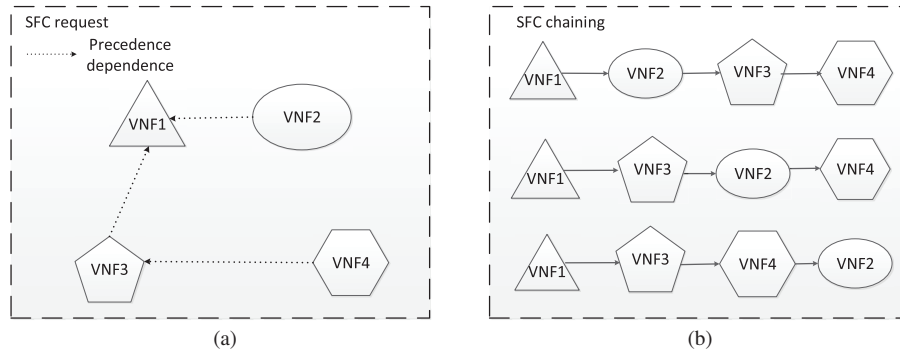 SFC request
Precedence
dependence
VNF1
VNF2
VNF3
VNF4
(a)
SFC chaining
VNF1 VNF2 VNF3 VNF4
VNF1 VNF3 VNF2 VNF4
VNF1 VNF3 VNF4 VNF2
(b)